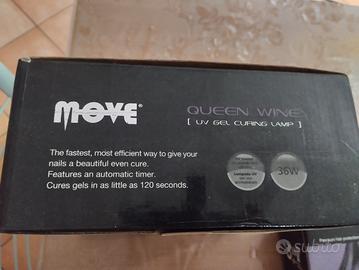 MOVE®
QUEEN WINE
[ UV GEL CURING LAMP ]
The fastest, most efficient way to give your
nails a beautiful even cure.
Features an automatic timer.
Cures gels in as little as 120 seconds.
36W
subito